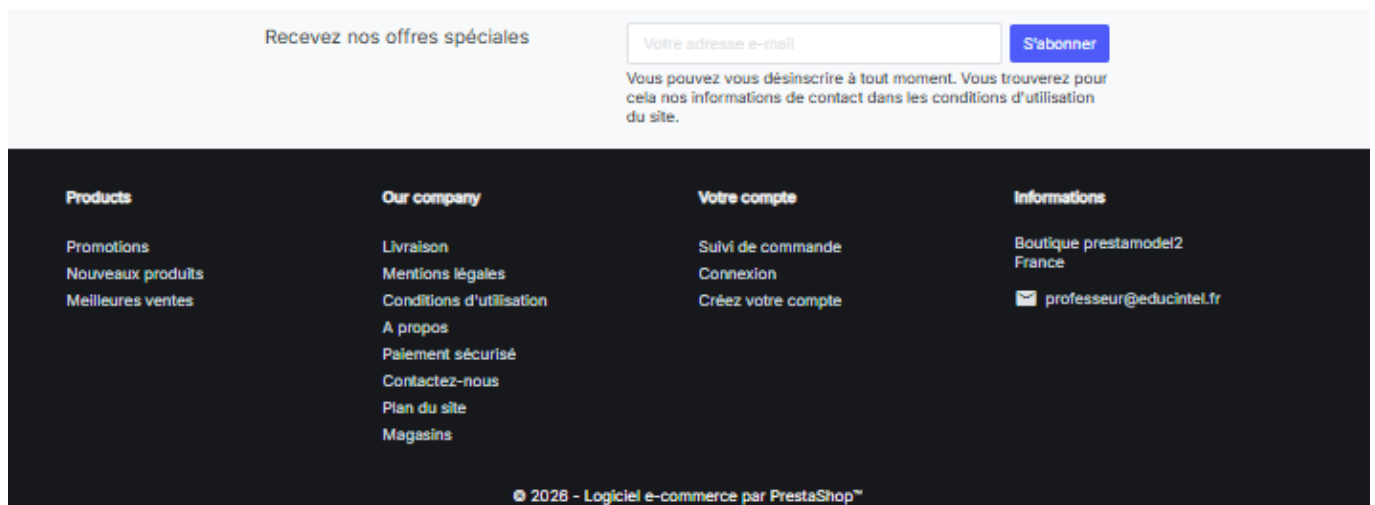 Recevez nos offres spéciales
Votre adresse e-mail
S'abonner
Vous pouvez vous désinscrire à tout moment. Vous trouverez pour
cela nos informations de contact dans les conditions d'utilisation
du site.
Products
Promotions
Nouveaux produits
Meilleures ventes
Our company
Livraison
Mentions légales
Conditions d'utilisation
A propos
Paiement sécurisé
Contactez-nous
Plan du site
Magasins
Votre compte
Suivi de commande
Connexion
Créez votre compte
Informations
Boutique prestamodel2
France
professeur@educintel.fr
© 2026 - Logiciel e-commerce par PrestaShop™